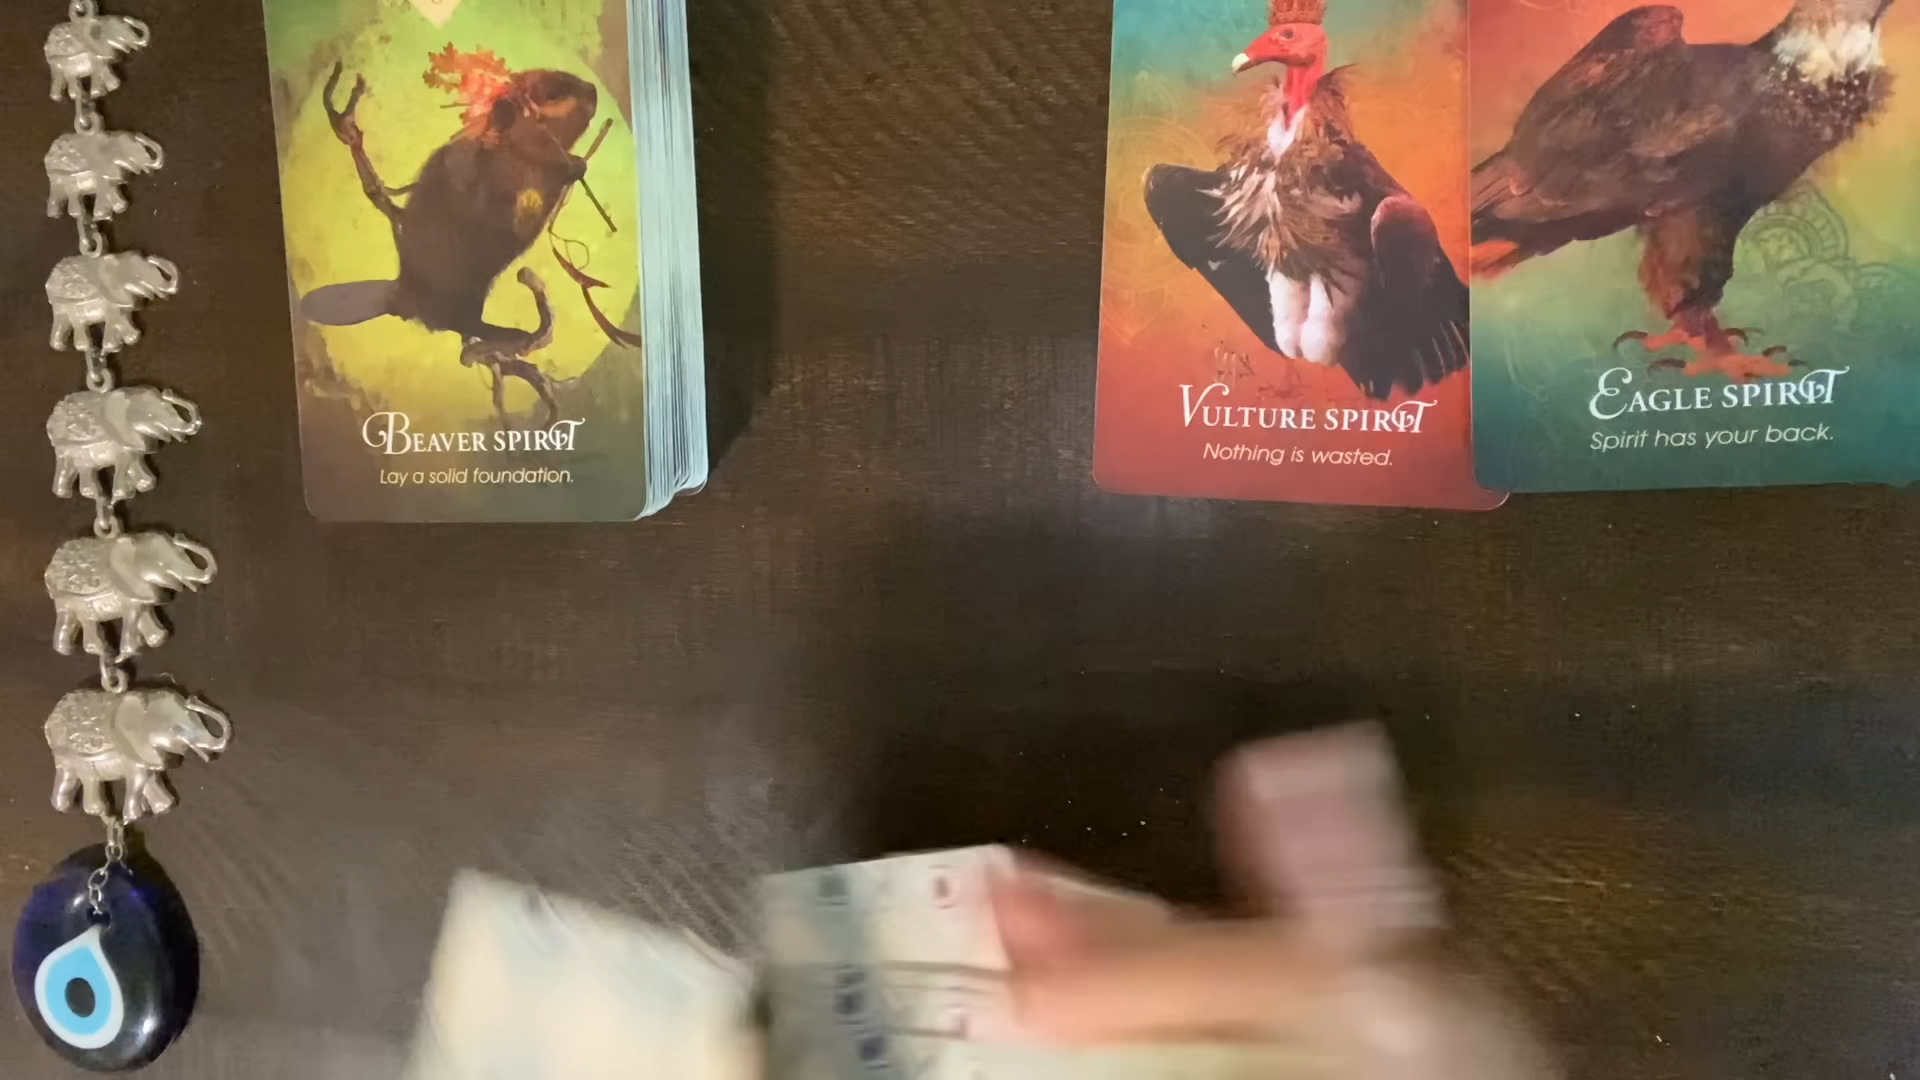 BEAVER SPIRIT
Lay a solid foundation.
VULTURE SPIRIT
Nothing is wasted.
EAGLE SPIRIT
Spirit has your back.